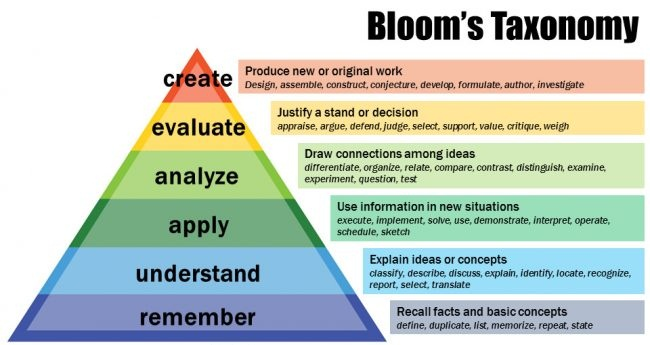 Bloom's Taxonomy
create
Produce new or original work
Design, assemble, construct, conjecture, develop, formulate, author, investigate
evaluate
Justify a stand or decision
appraise, argue, defend, judge, select, support, value, critique, weigh
analyze
Draw connections among ideas
differentiate, organize, relate, compare, contrast, distinguish, examine,
experiment, question, test
apply
Use information in new situations
execute, implement, solve, use, demonstrate, interpret, operate,
schedule, sketch
understand
Explain ideas or concepts
classify, describe, discuss, explain, identify, locate, recognize,
report, select, translate
remember
Recall facts and basic concepts
define, duplicate, list, memorize, repeat, state